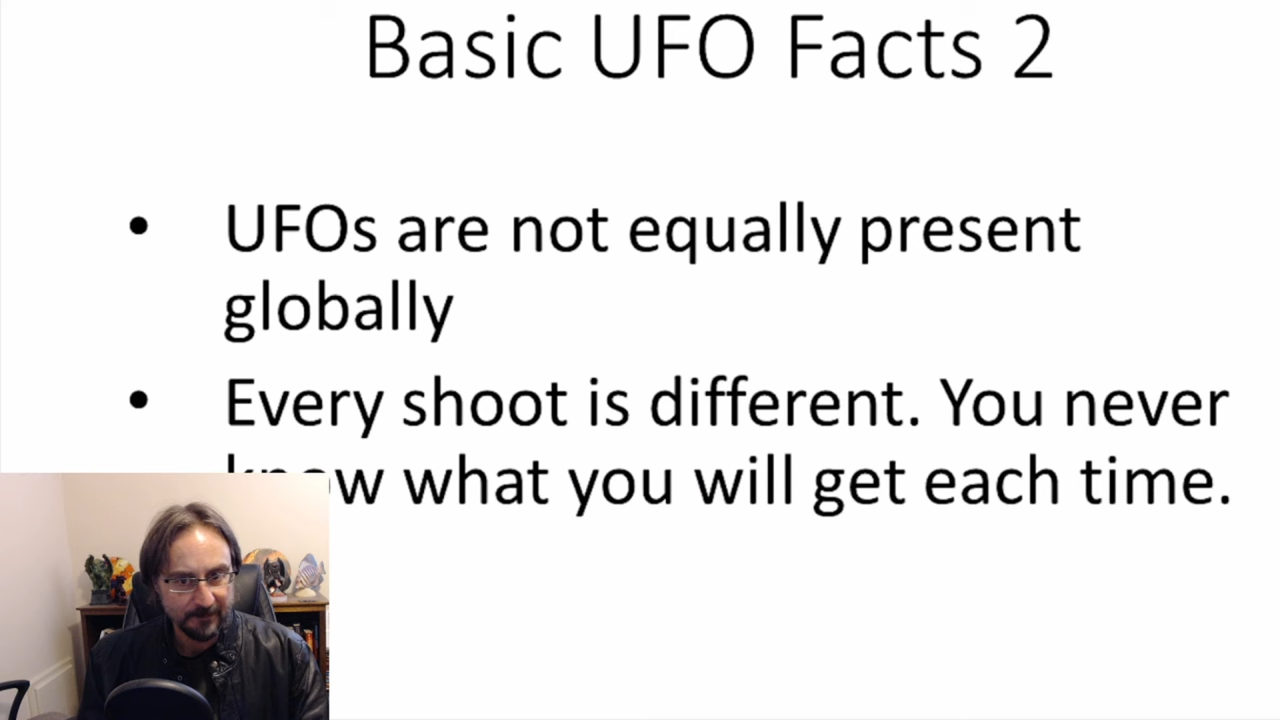 Basic UFO Facts 2
• UFOs are not equally present
globally
• Every shoot is different. You never
know what you will get each time.